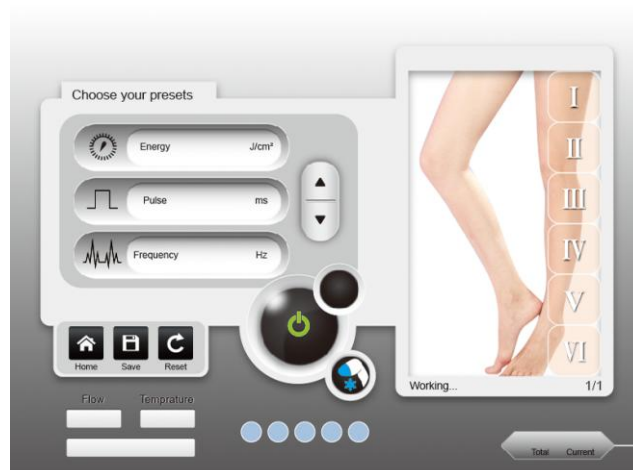 Choose your presets
Energy J/cm²
Pulse ms
Frequency Hz
I
II
III
IV
V
VI
Working... 1/1
Home Save Reset
Flow Temprature
Total Current